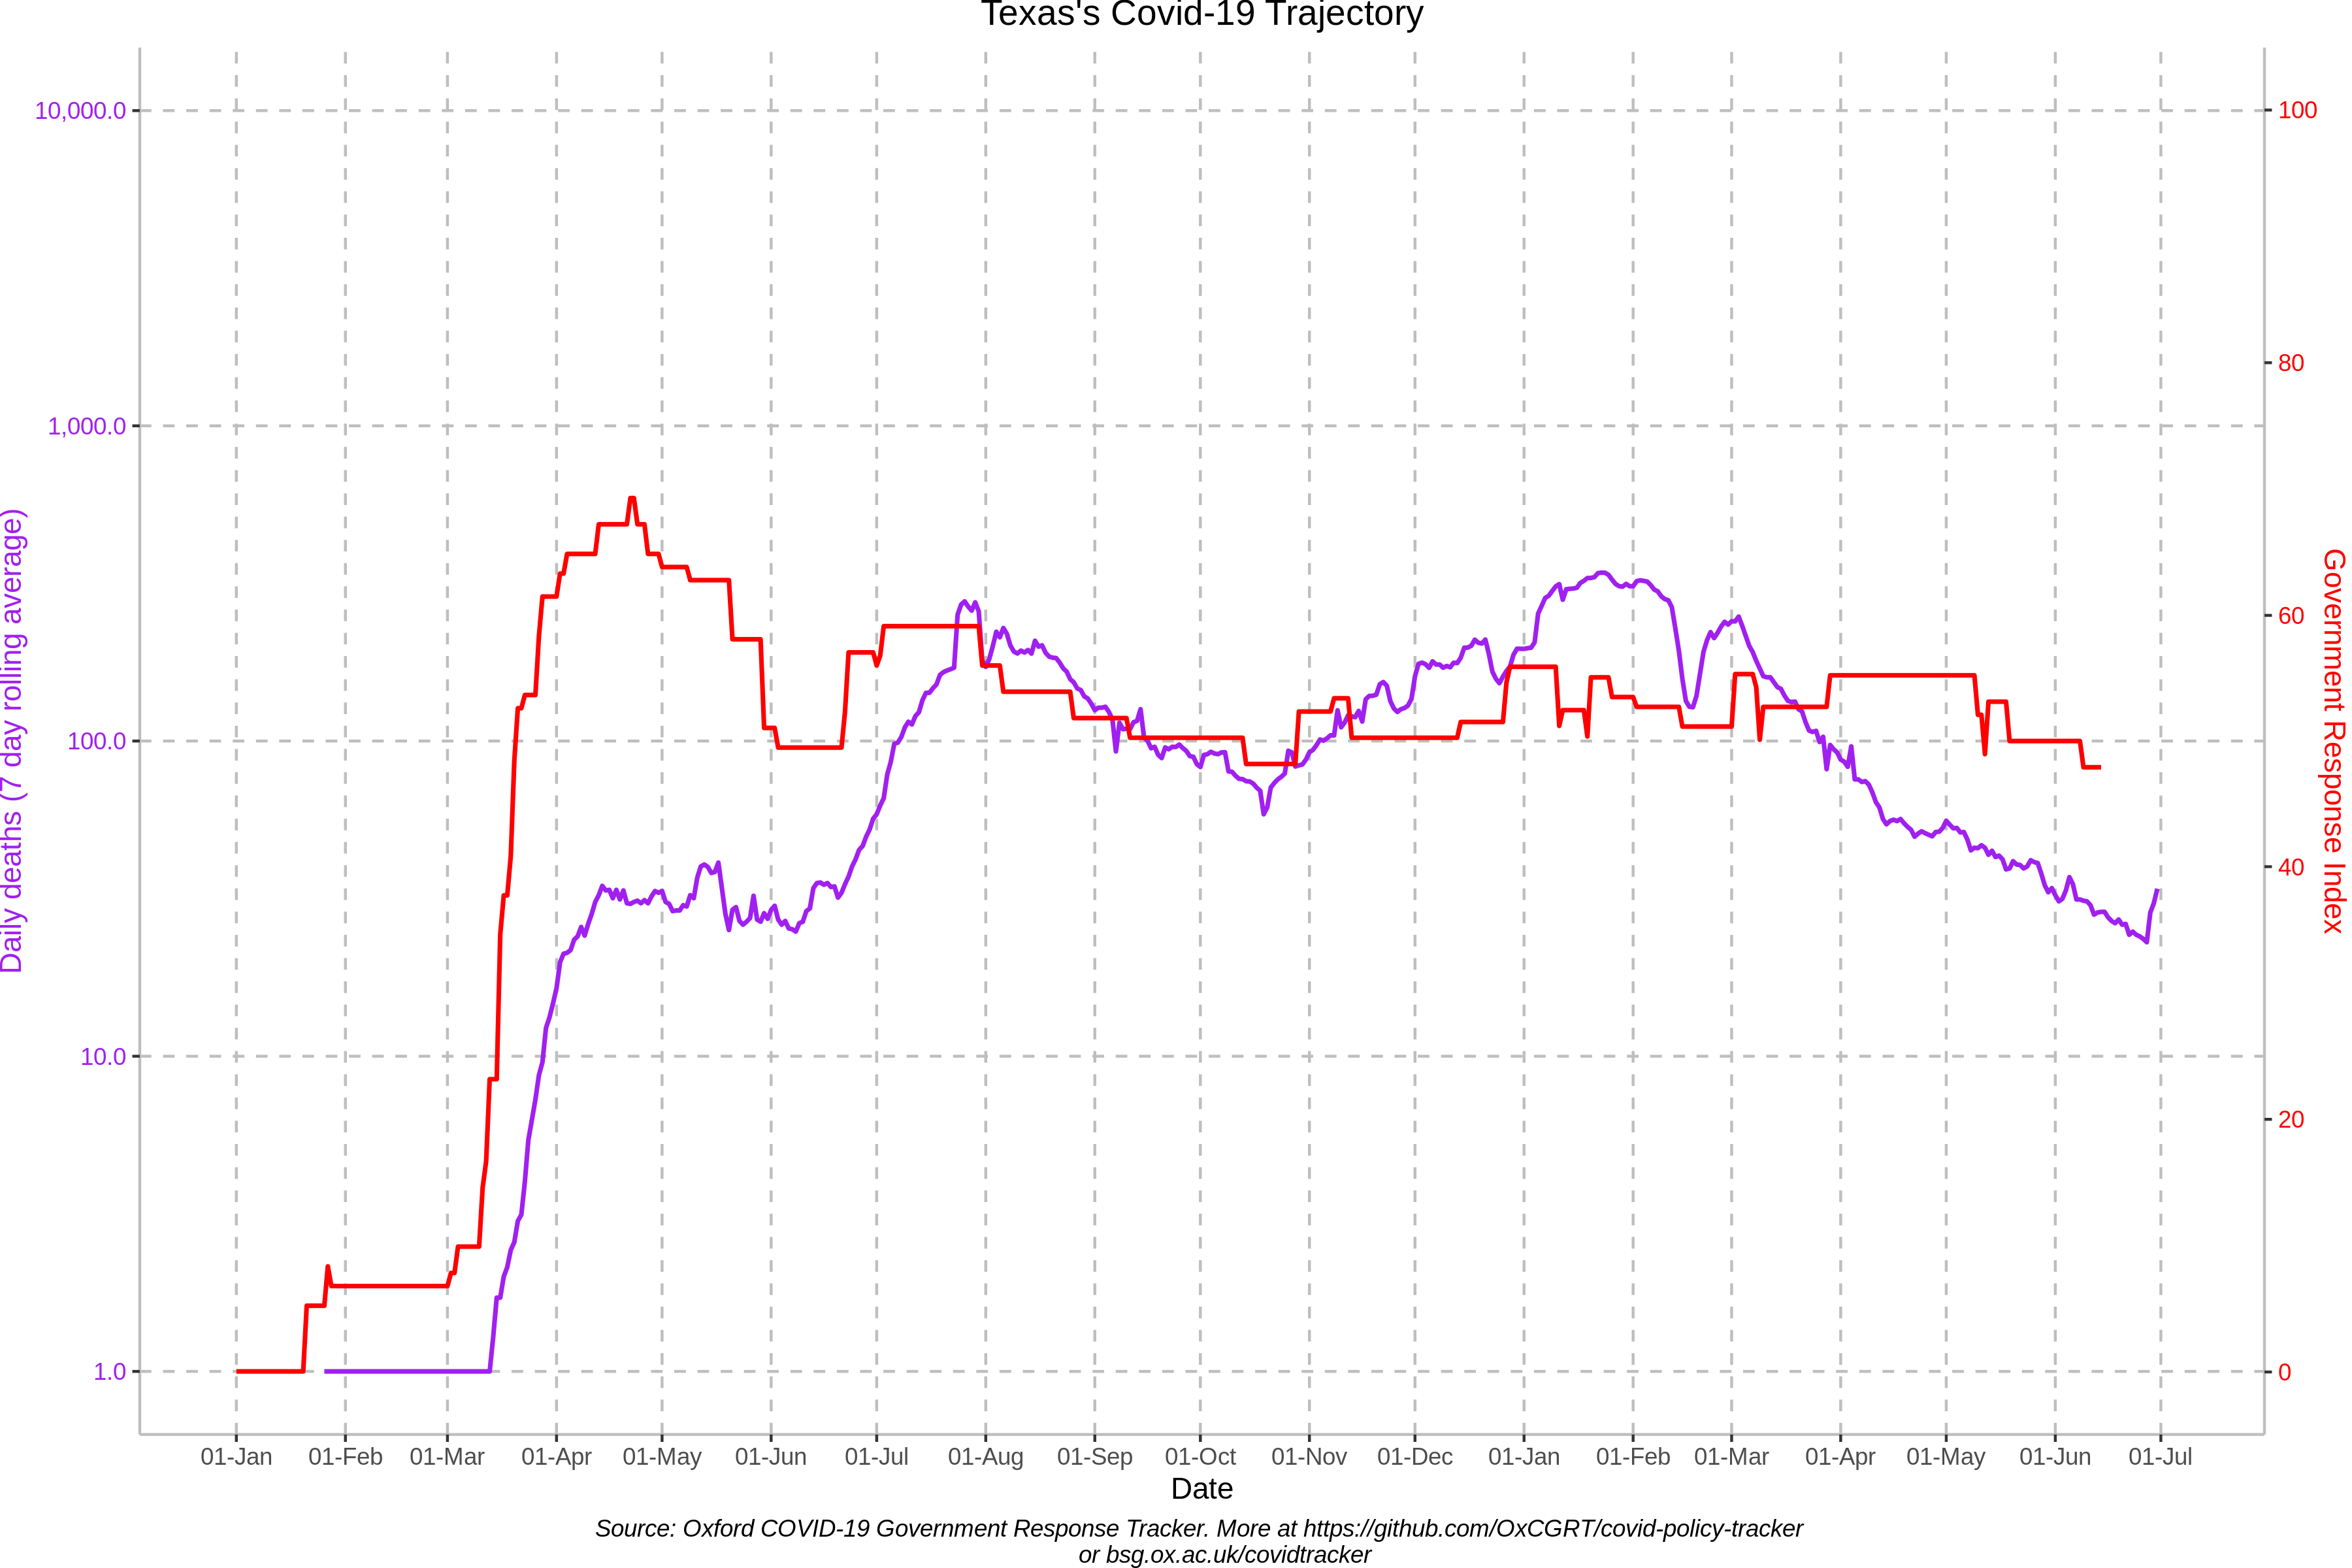 Texas's Covid-19 Trajectory
10,000.0
1,000.0
100.0
10.0
1.0
Daily deaths (7 day rolling average)
100
80
60
40
20
0
Government Response Index
01-Jan 01-Feb 01-Mar 01-Apr 01-May 01-Jun 01-Jul 01-Aug 01-Sep 01-Oct 01-Nov 01-Dec 01-Jan 01-Feb 01-Mar 01-Apr 01-May 01-Jun 01-Jul
Date
Source: Oxford COVID-19 Government Response Tracker. More at https://github.com/OxCGRT/covid-policy-tracker
or bsg.ox.ac.uk/covidtracker